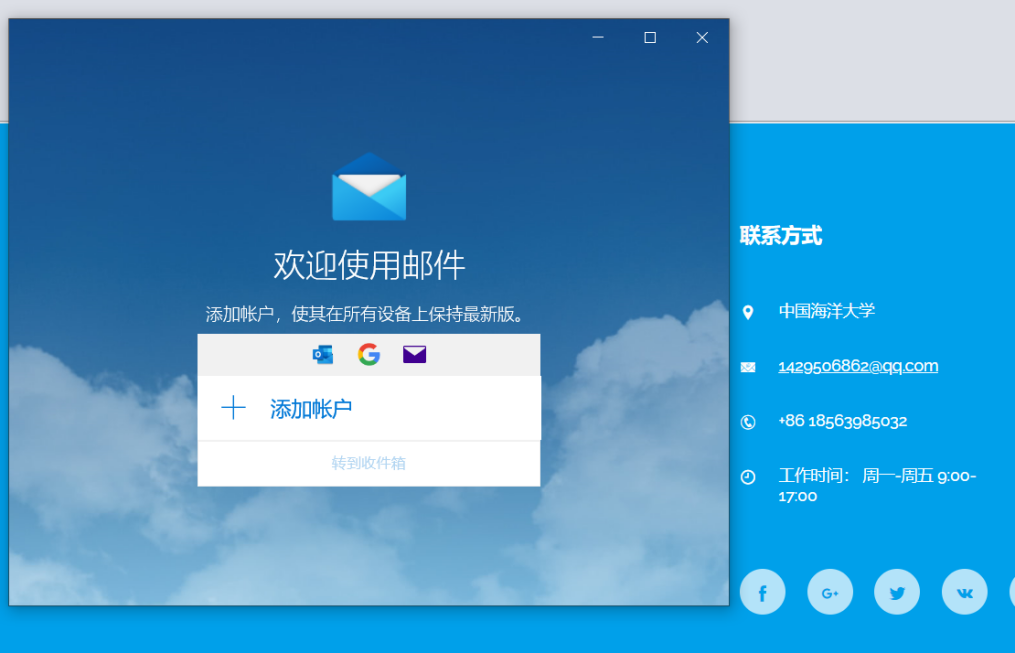 欢迎使用邮件
添加帐户，使其在所有设备上保持最新版。
添加帐户
转到收件箱
联系方式
中国海洋大学
1429506862@qq.com
+86 18563985032
工作时间： 周一-周五 9:00-
17:00